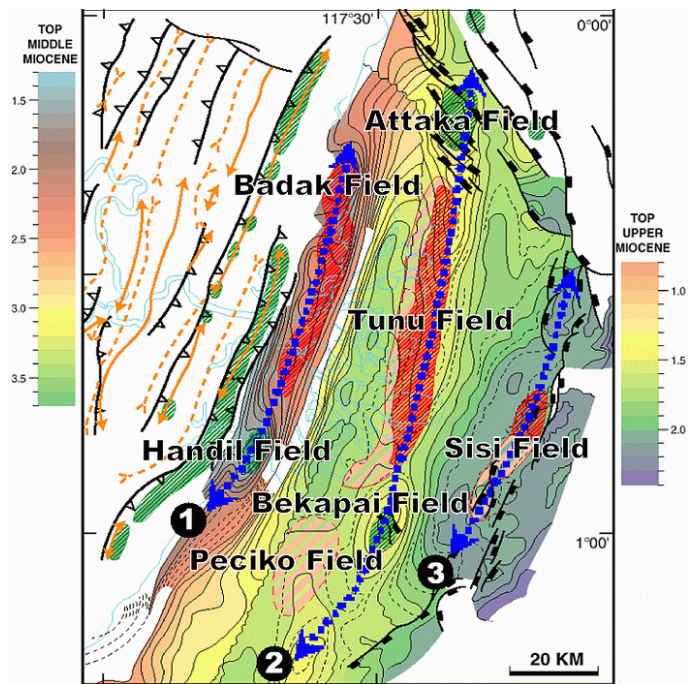 117°30'
0°00'
TOP
MIDDLE
MIOCENE
1.5
2.0
2.5
3.0
3.5
Attaka Field
Badak Field
TOP
UPPER
MIOCENE
1.0
1.5
2.0
Tunu Field
Handil Field
Sisi Field
Bekapai Field
1
1°00'
Peciko Field
3
2
20 KM